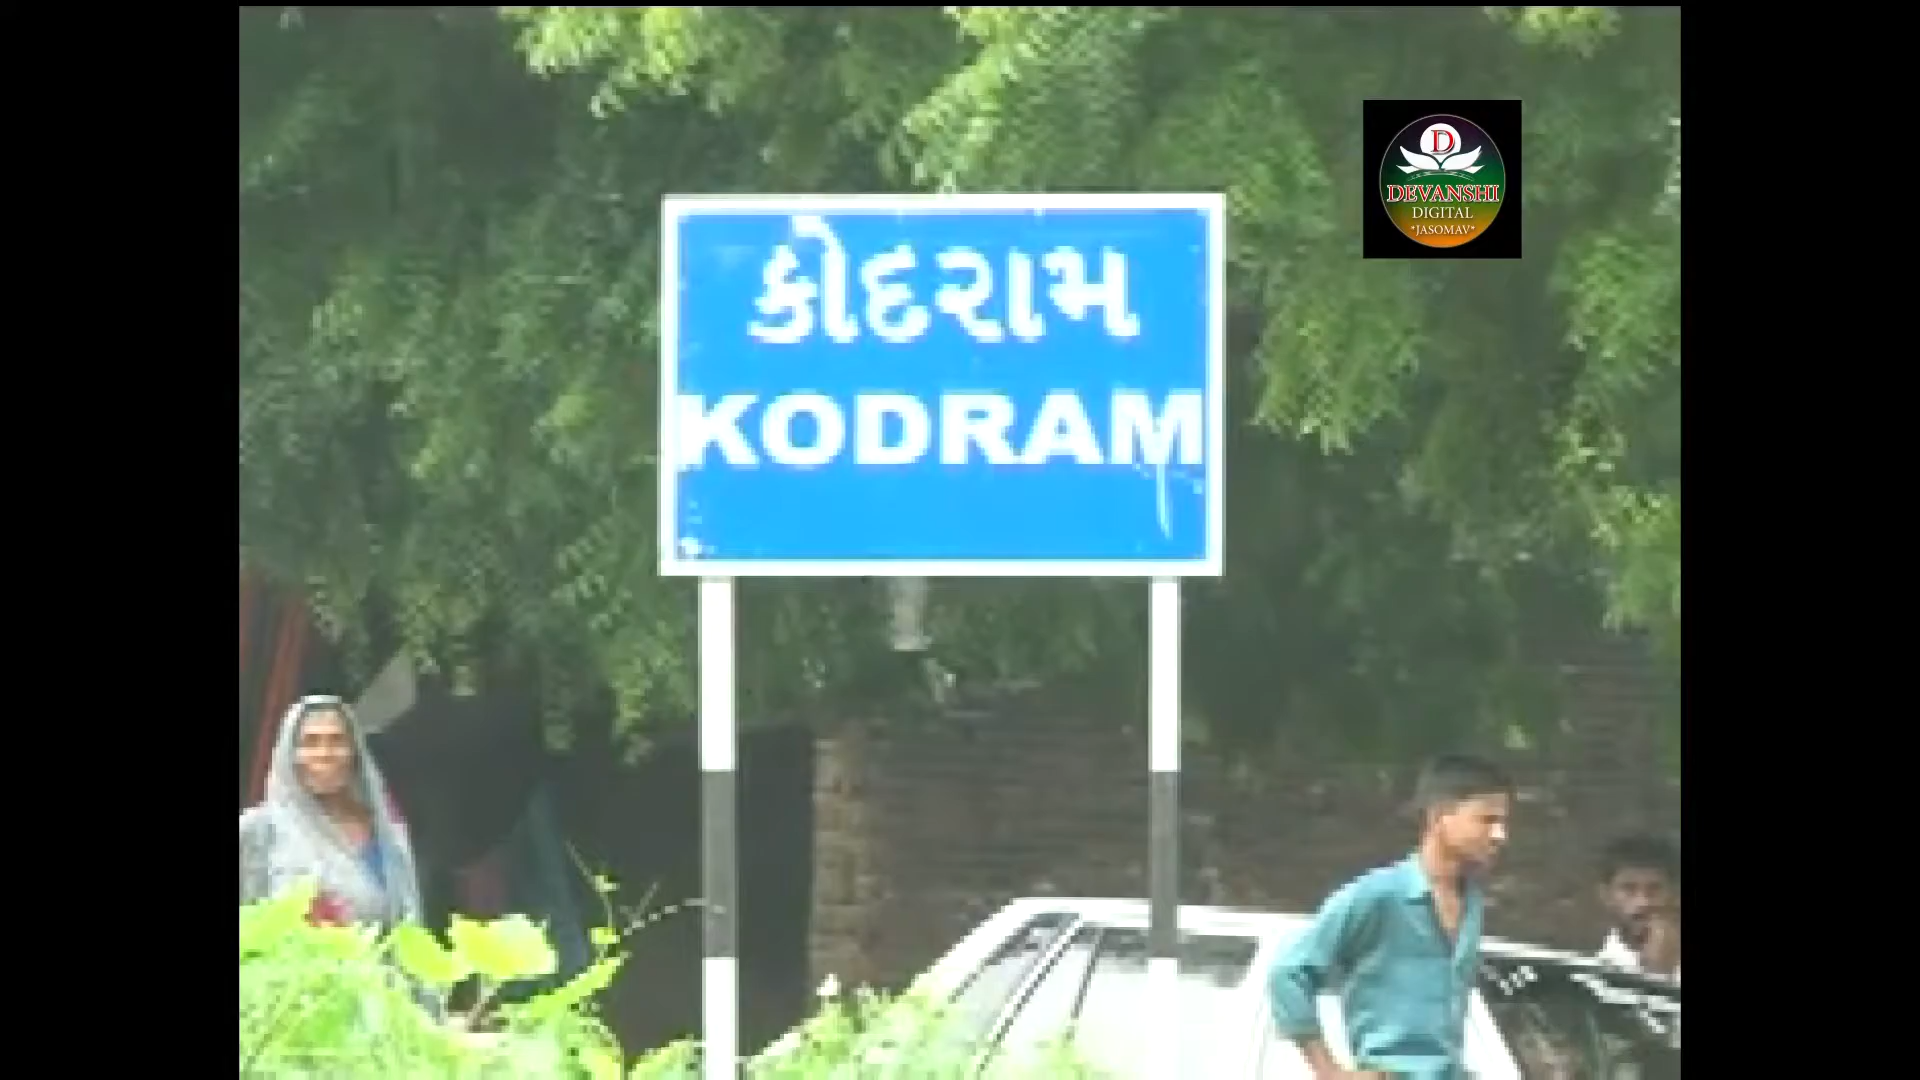 કોદરામ
KODRAM
D
DEVANSHI
DIGITAL
*JASOMAV*